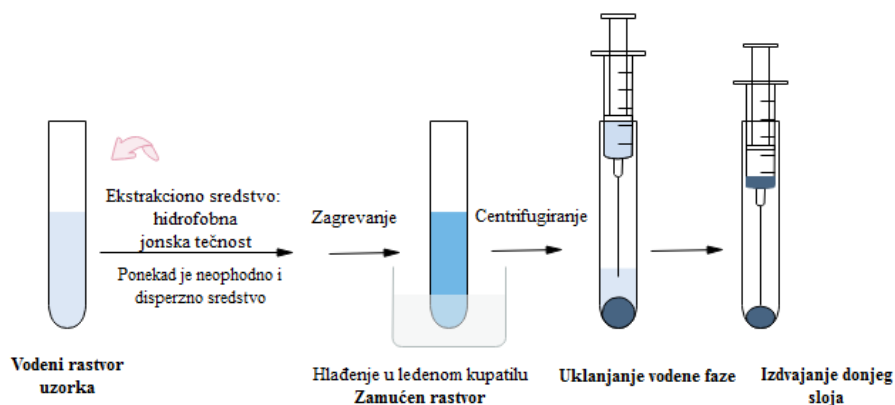 Ekstrakciono sredstvo:
hidrofobna
jonska tečnost
Ponekad je neophodno i
disperzno sredstvo
Zagrevanje
Centrifugiranje
Vodeni rastvor
uzorka
Hlađenje u ledenom kupatilu
Zamućen rastvor
Uklanjanje vodene faze
Izdvajanje donjeg
sloja